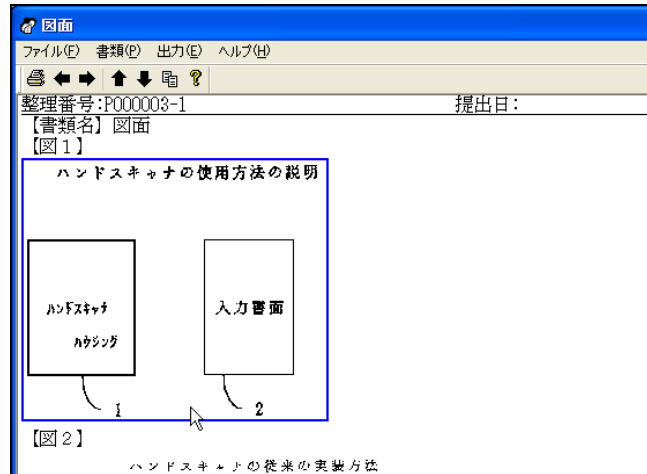 図面
ファイル(F) 書類(P) 出力(E) ヘルプ(H)
整理番号:P000003-1 提出日:
【書類名】図面
【図1】
ハンドスキャナの使用方法の説明
ハンドスキャナ
ハウジング
入力書面
1
2
【図2】
ハンドスキャナの従来の実装方法